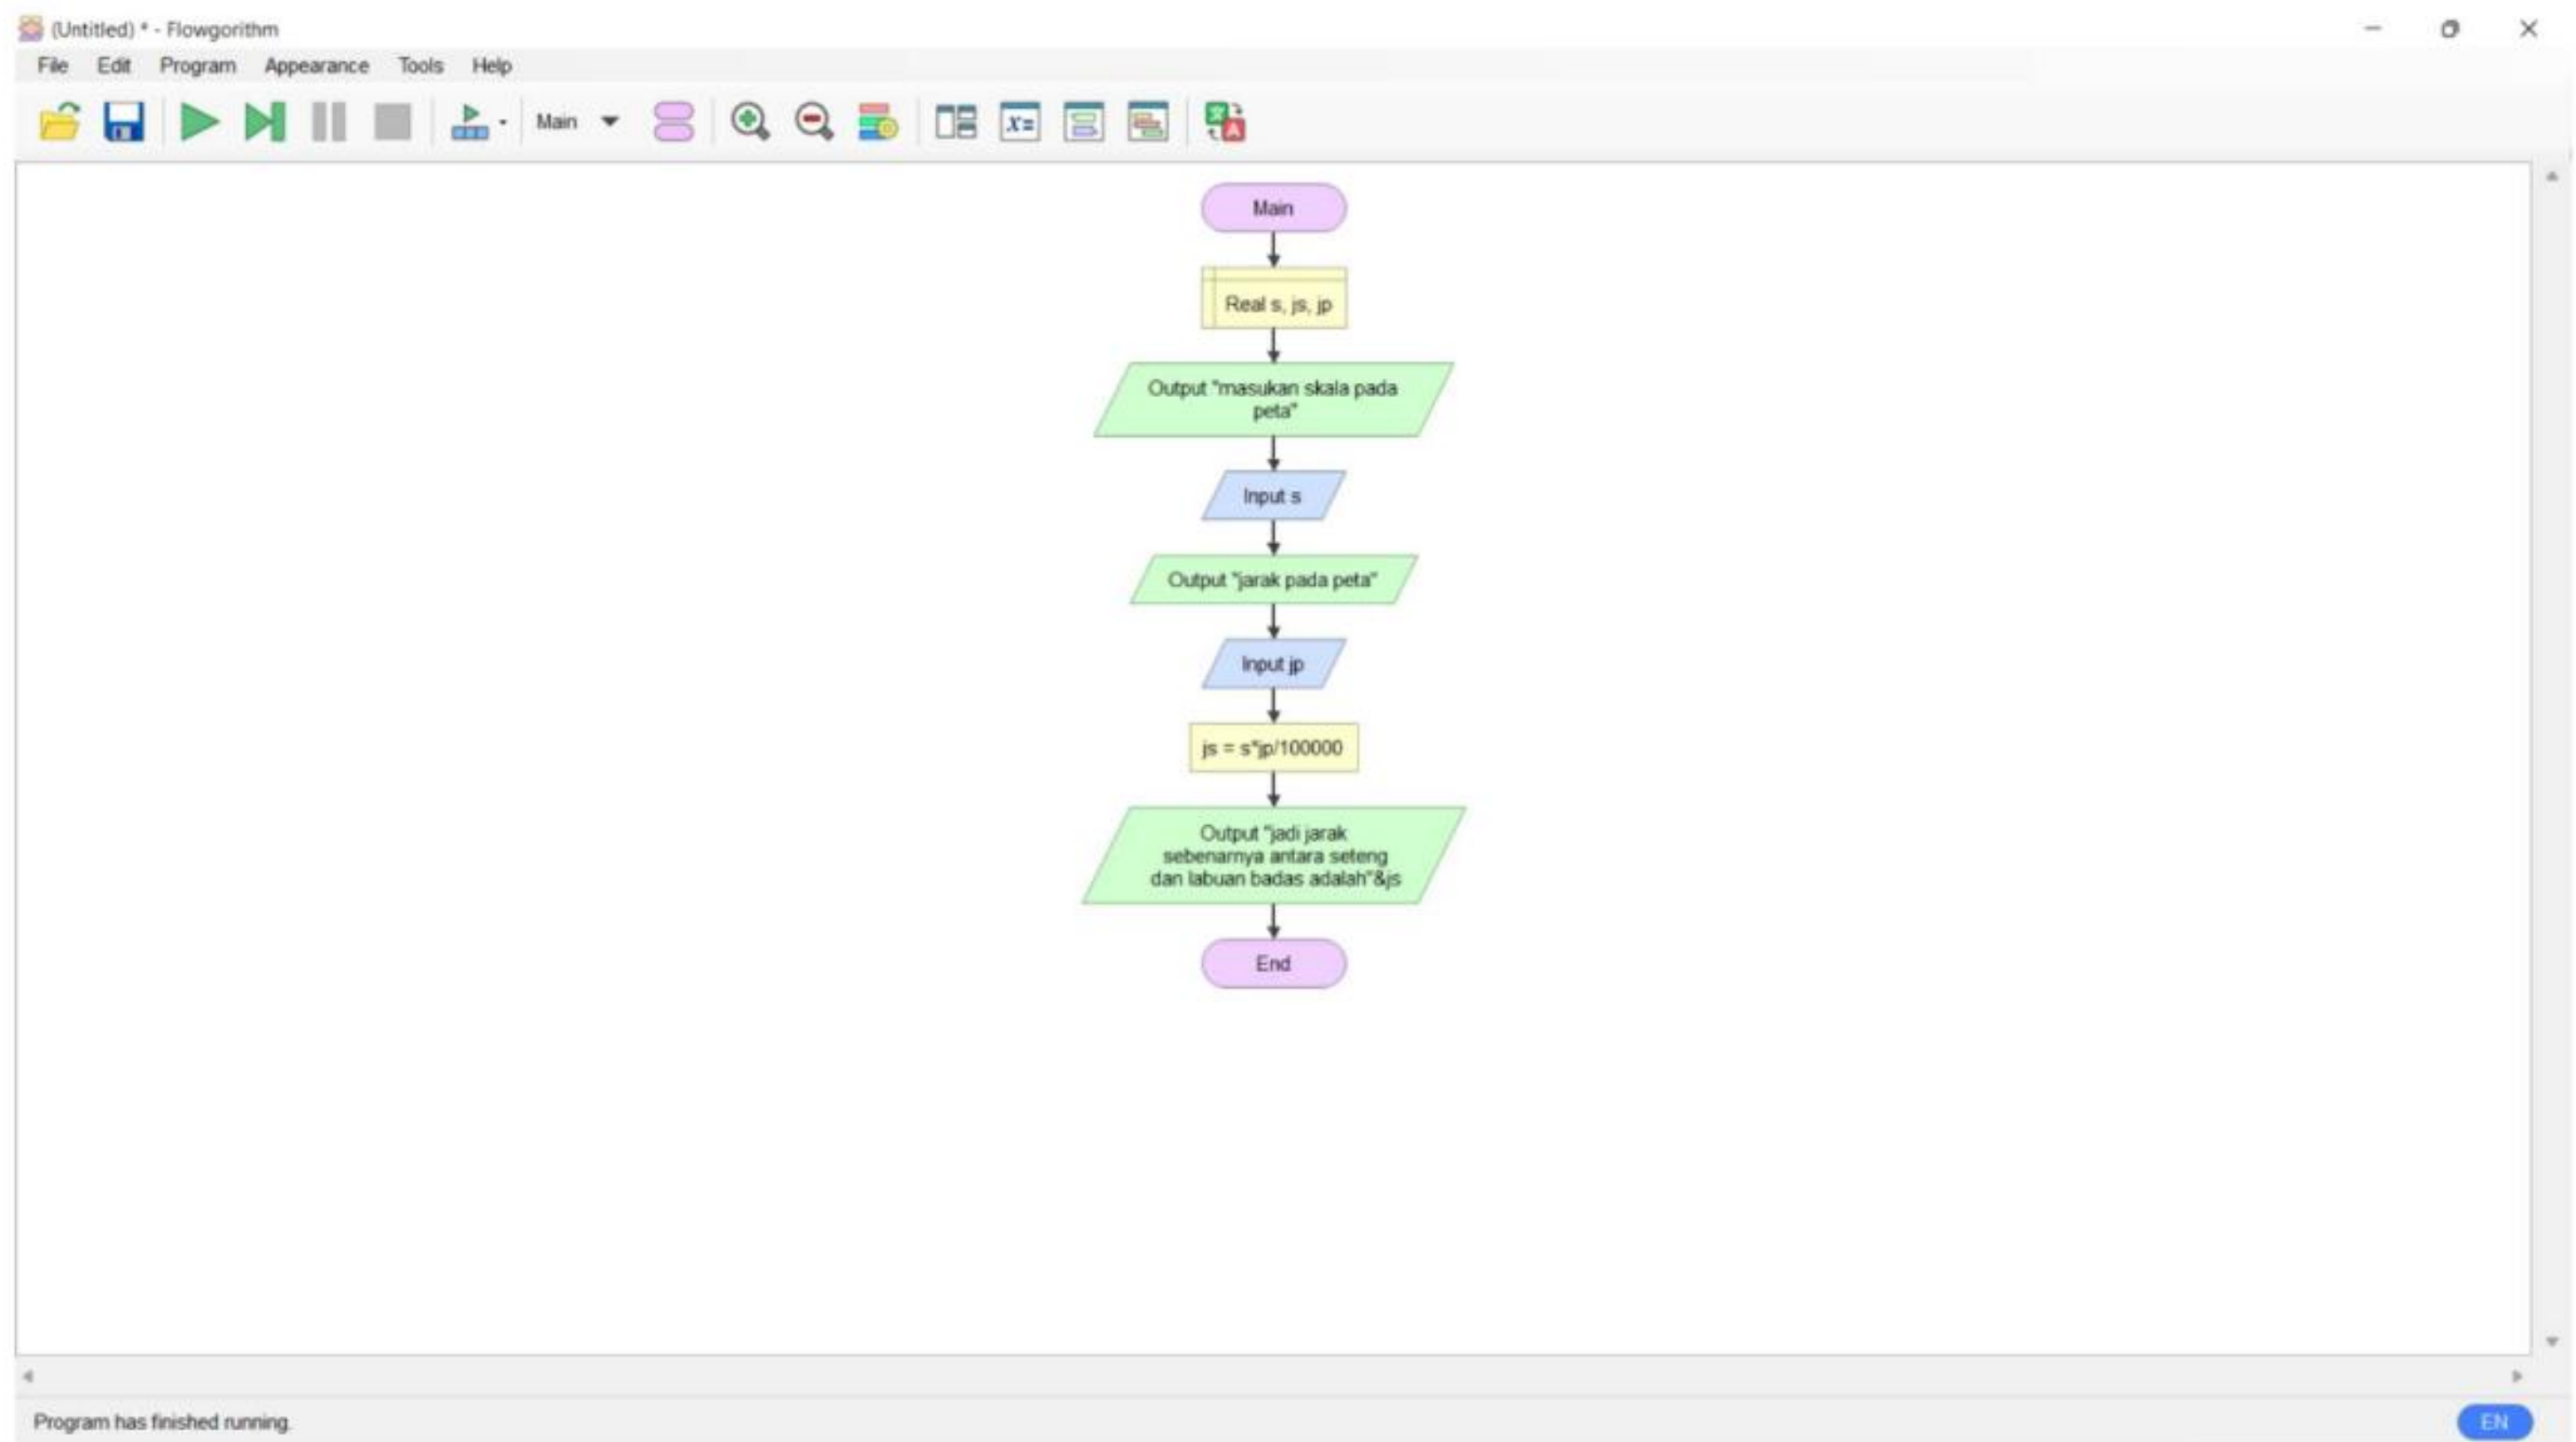 (Untitled) * - Flowgorithm
File Edit Program Appearance Tools Help
Main
x=
文
A
Main
Real s, js, jp
Output "masukan skala pada
peta"
Input s
Output "jarak pada peta"
Input jp
js = s*jp/100000
Output "jadi jarak
sebenarnya antara seteng
dan labuan badas adalah"&js
End
Program has finished running.
EN